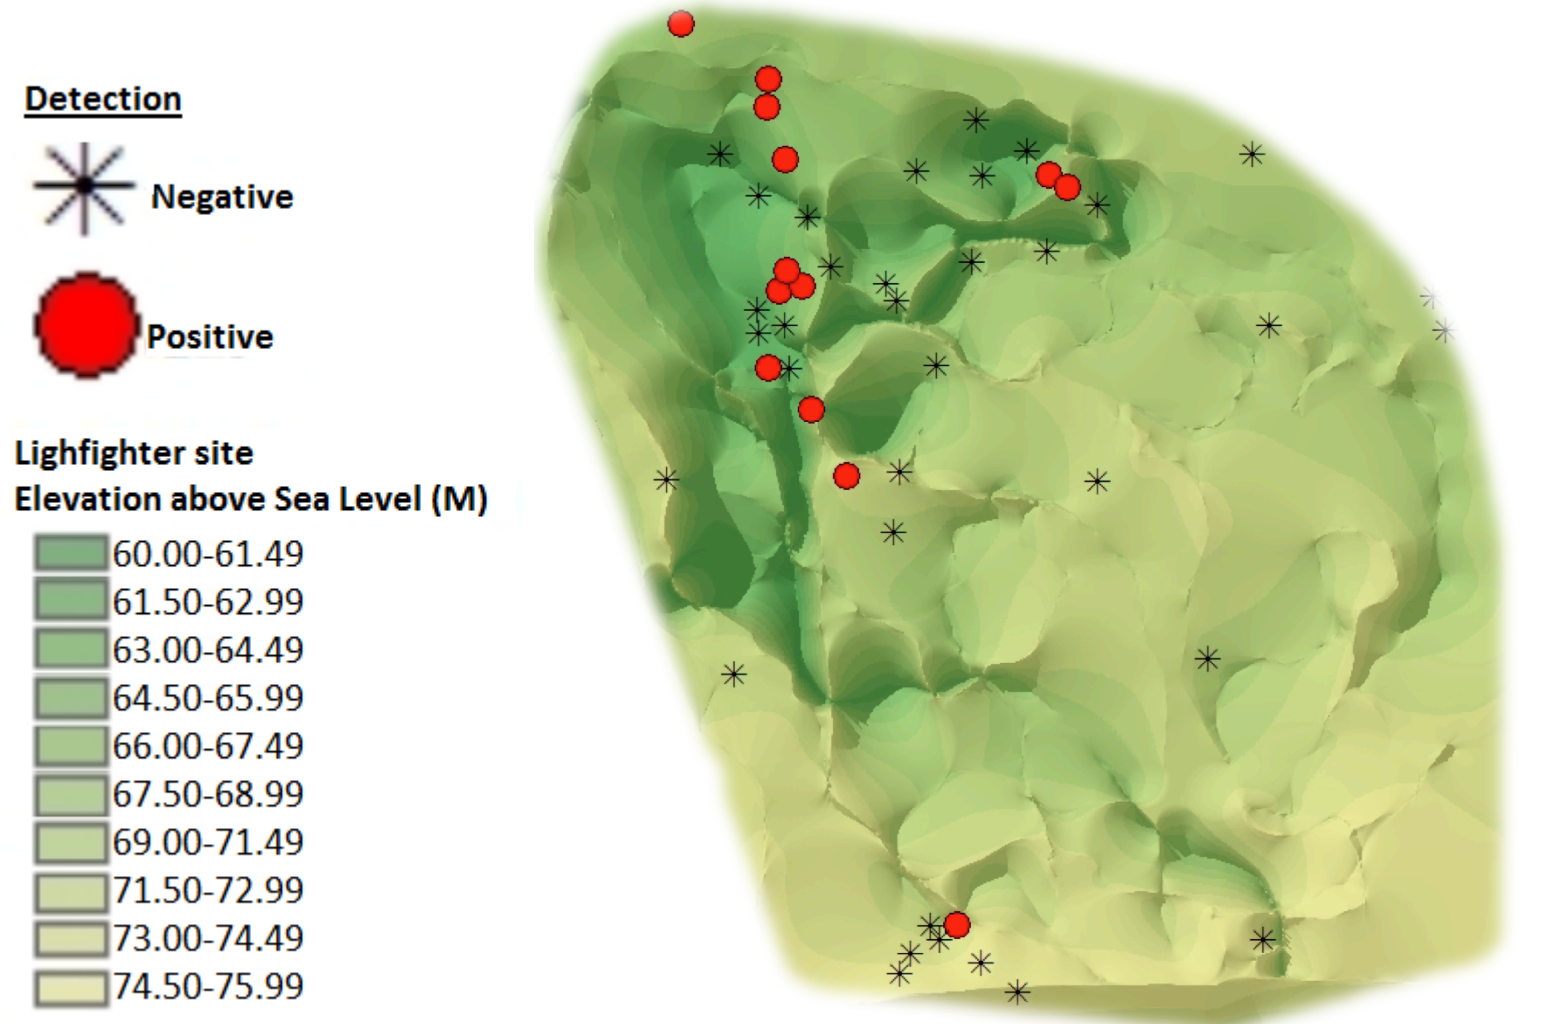 Detection
Negative
Positive
Lighfighter site
Elevation above Sea Level (M)
60.00-61.49
61.50-62.99
63.00-64.49
64.50-65.99
66.00-67.49
67.50-68.99
69.00-71.49
71.50-72.99
73.00-74.49
74.50-75.99